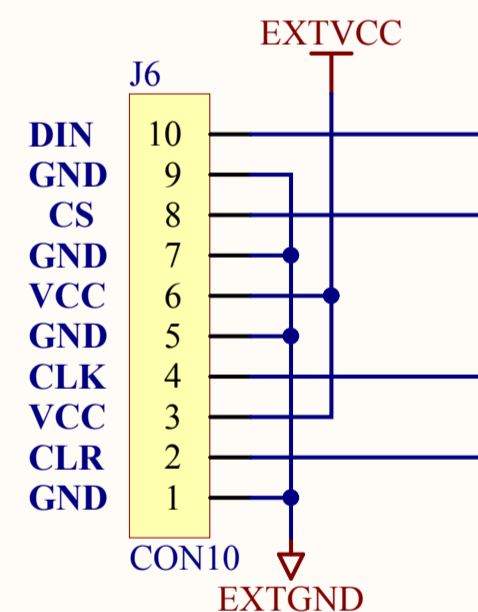 EXTVCC
J6
DIN 10
GND 9
CS 8
GND 7
VCC 6
GND 5
CLK 4
VCC 3
CLR 2
GND 1
CON10
EXTGND